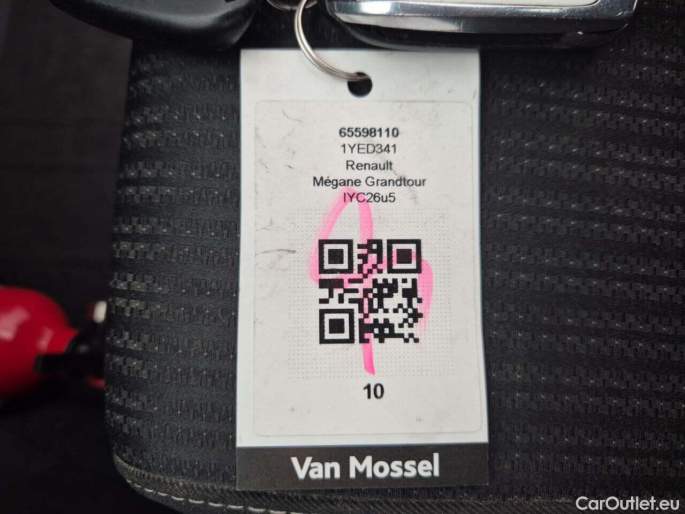 65598110
1YED341
Renault
Mégane Grandtour
IYC26u5
10
Van Mossel
CarOutlet.eu